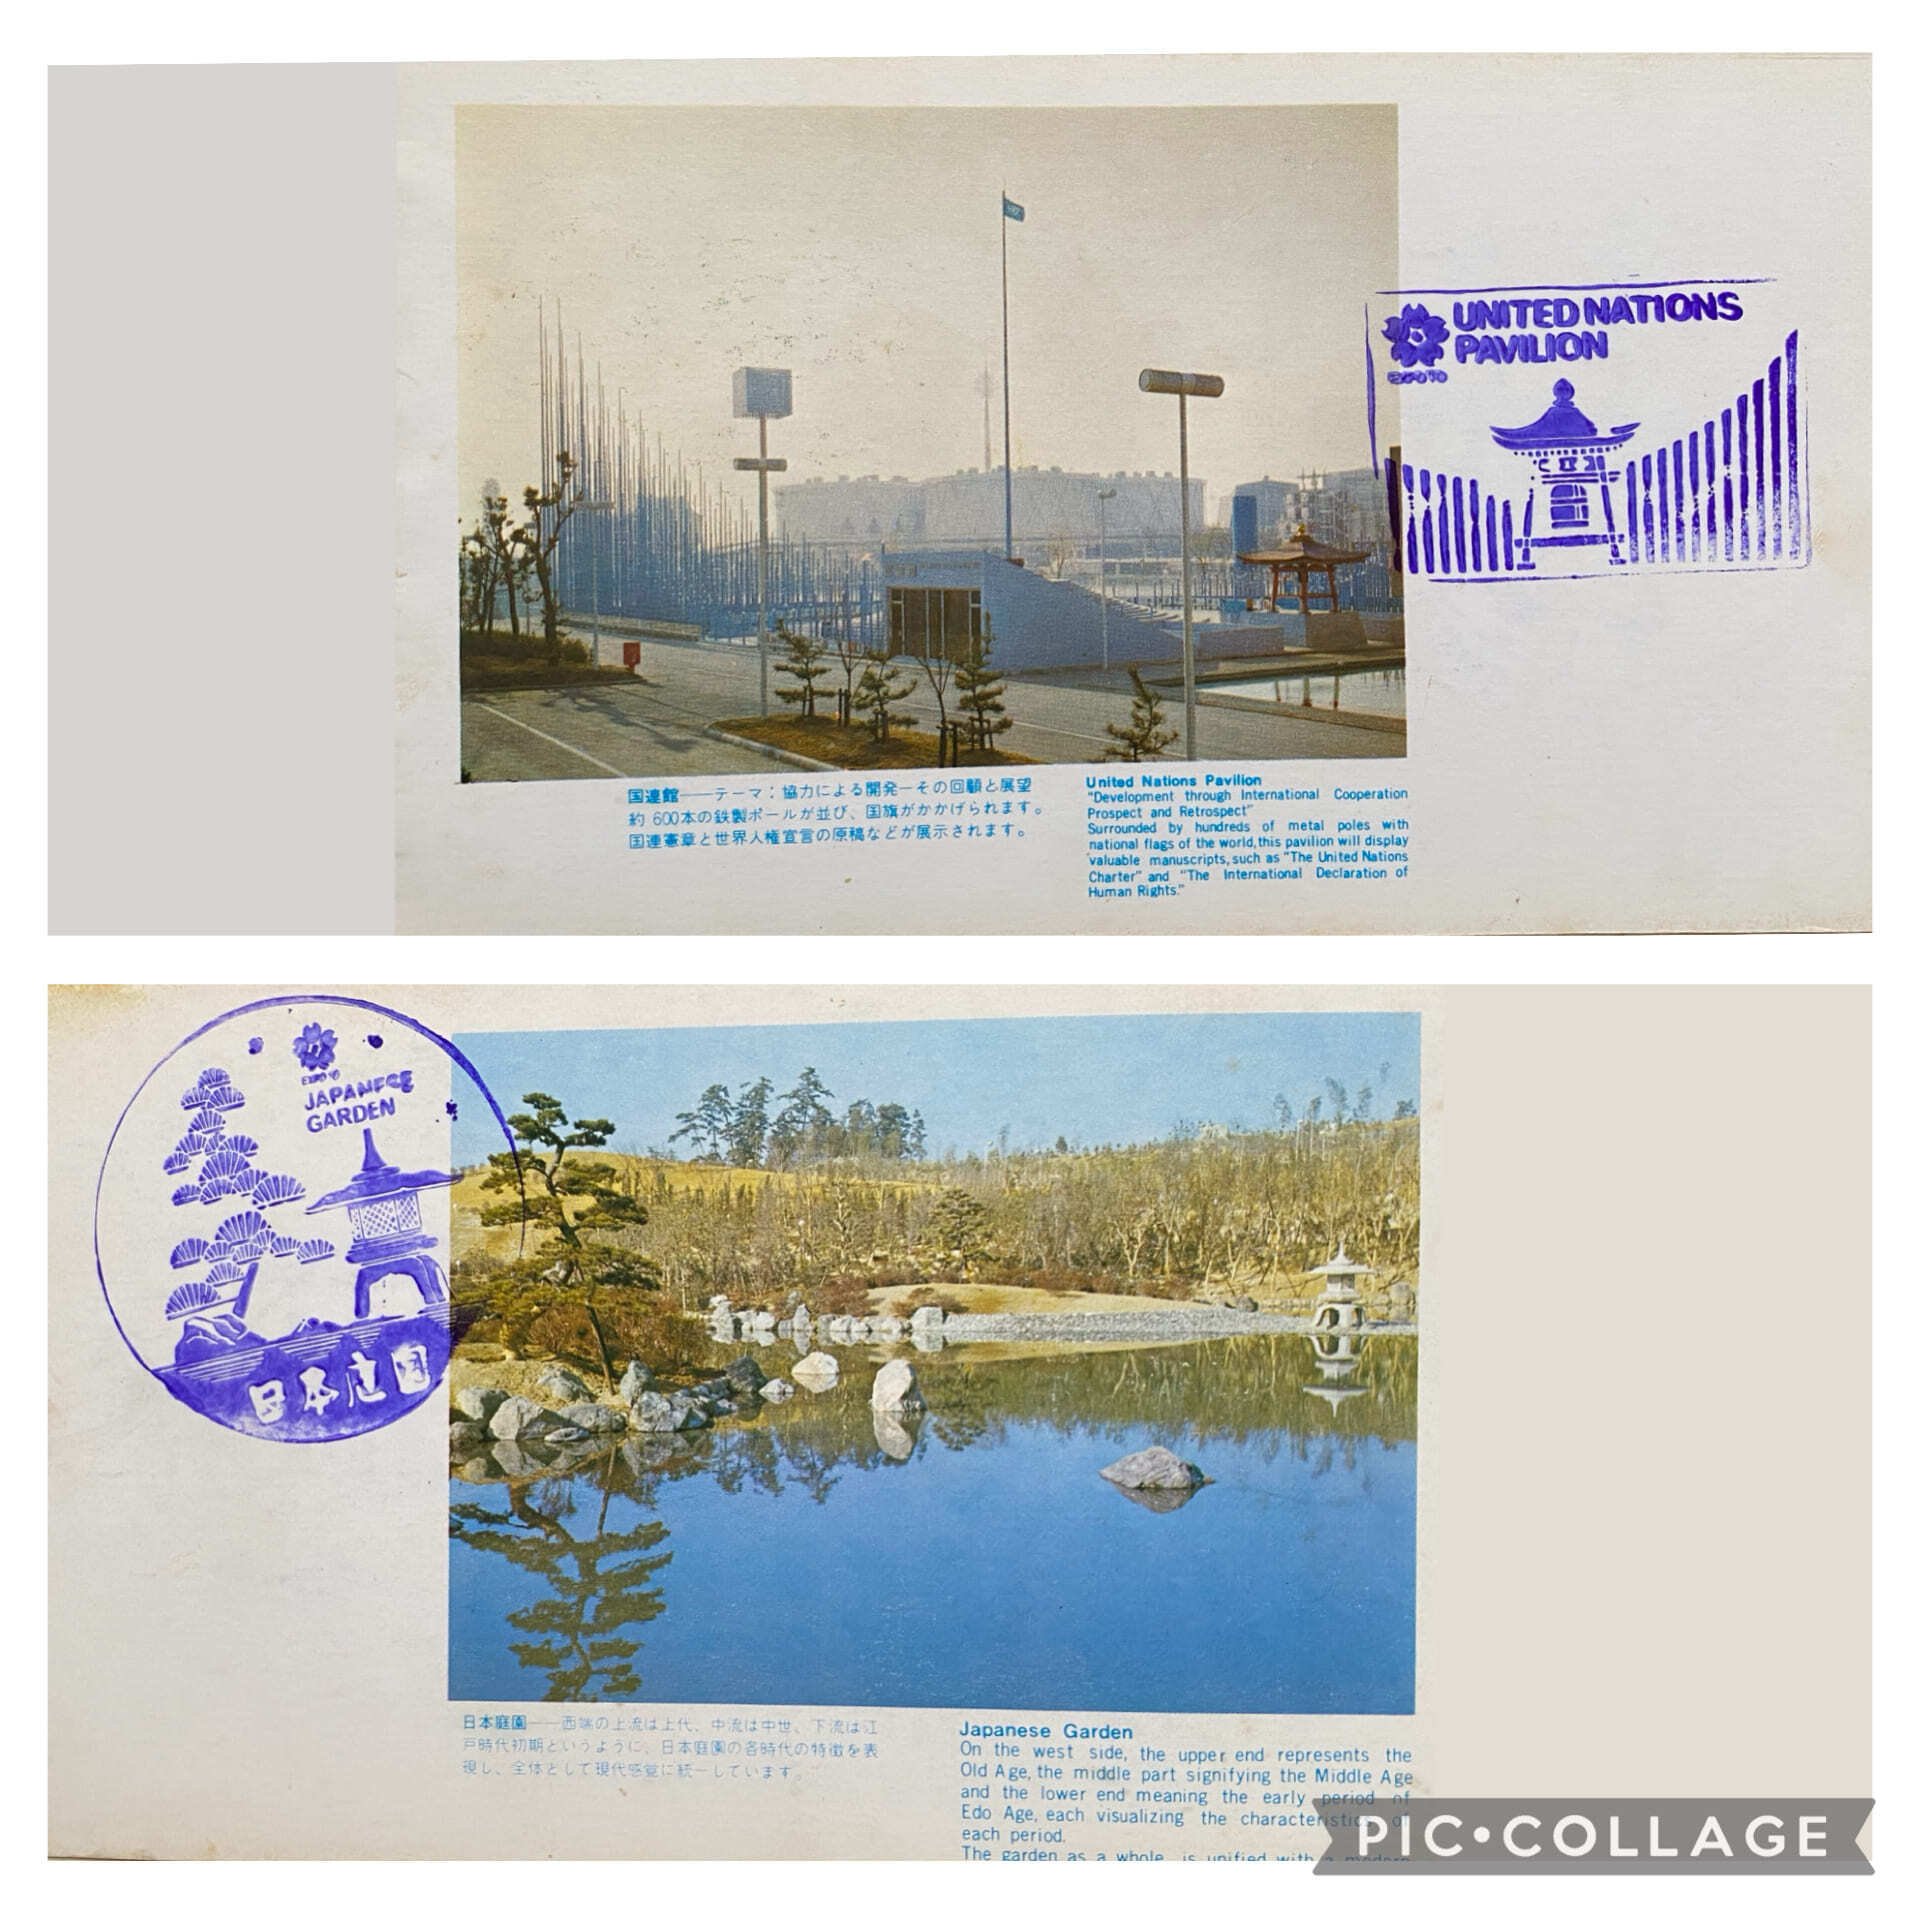 UNITED NATIONS
PAVILION
EXPO'70
国連館——テーマ：協力による開発—その回顧と展望
約600本の鉄製ポールが並び、国旗がかかげられます。
国連憲章と世界人権宣言の原稿などが展示されます。
United Nations Pavilion
"Development through International Cooperation
Prospect and Retrospect"
Surrounded by hundreds of metal poles with
national flags of the world, this pavilion will display
valuable manuscripts, such as "The United Nations
Charter" and "The International Declaration of
Human Rights."
EXPO'70
JAPANESE
GARDEN
日本庭園
日本庭園——西端の上流は上代、中流は中世、下流は江
戸時代初期というように、日本庭園の各時代の特徴を表
現し、全体として現代感覚に統一しています。
Japanese Garden
On the west side, the upper end represents the
Old Age, the middle part signifying the Middle Age
and the lower end meaning the early period of
Edo Age, each visualizing the characteristics of
each period.
The garden as a whole is unified with a modern
PIC•COLLAGE